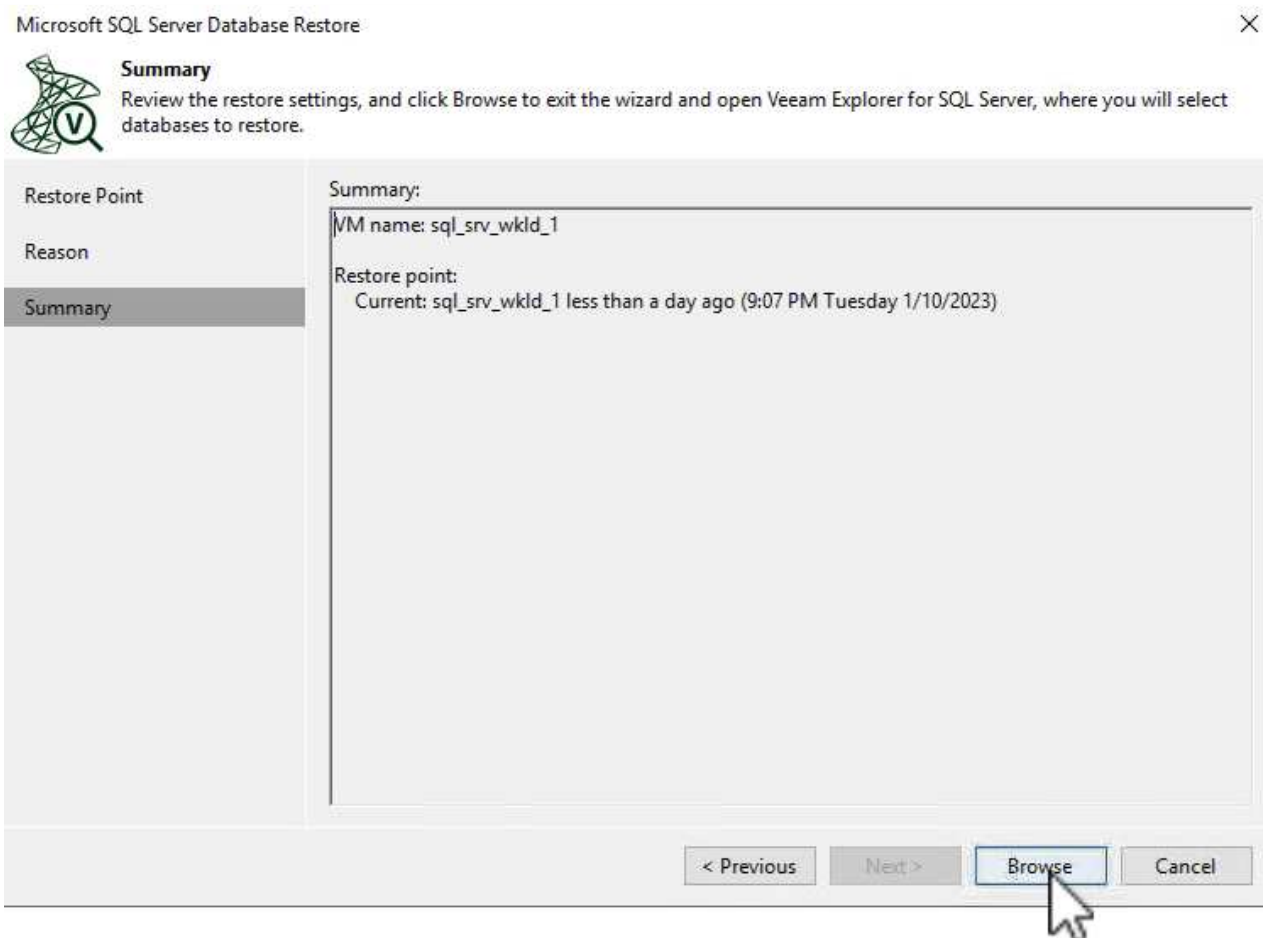 Microsoft SQL Server Database Restore
Summary
Review the restore settings, and click Browse to exit the wizard and open Veeam Explorer for SQL Server, where you will select
databases to restore.
V
Restore Point
Reason
Summary
Summary:
VM name: sql_srv_wkld_1
Restore point:
Current: sql_srv_wkld_1 less than a day ago (9:07 PM Tuesday 1/10/2023)
< Previous
Next >
Browse
Cancel